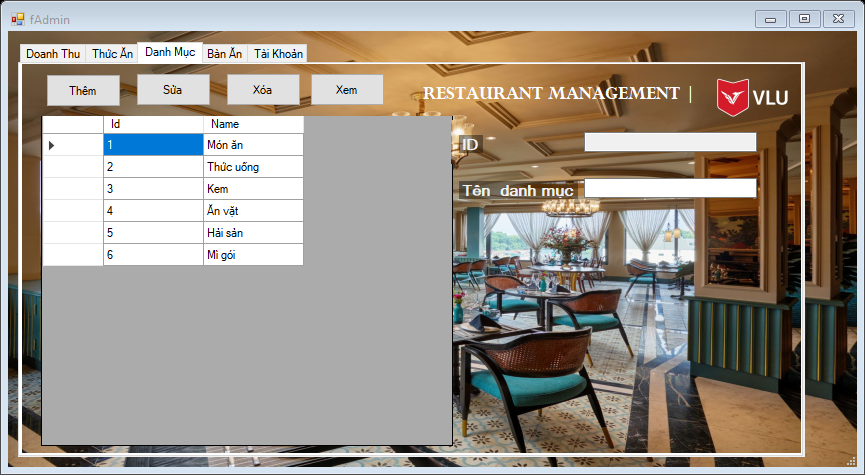 fAdmin
Doanh Thu Thức Ăn Danh Mục Bàn Ăn Tài Khoản
Thêm Sửa Xóa Xem
RESTAURANT MANAGEMENT | VLU
Id Name
1 Món ăn
2 Thức uống
3 Kem
4 Ăn vặt
5 Hải sản
6 Mì gói
ID
Tên danh mục